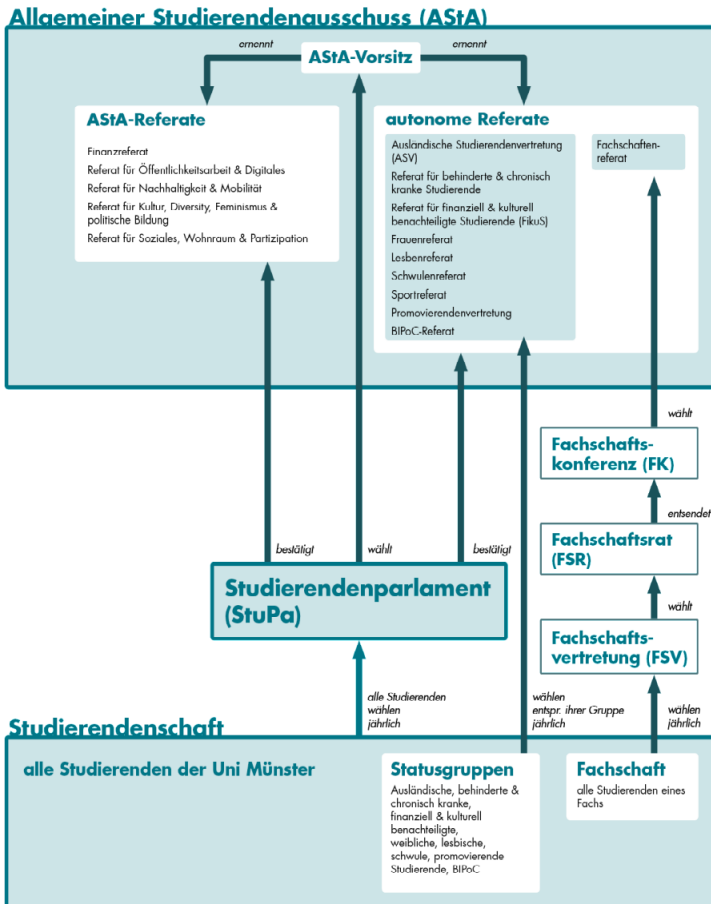 Allgemeiner Studierendenausschuss (AStA)
ernennt
AStA-Vorsitz
ernennt
AStA-Referate
Finanzreferat
Referat für Öffentlichkeitsarbeit & Digitales
Referat für Nachhaltigkeit & Mobilität
Referat für Kultur, Diversity, Feminismus &
politische Bildung
Referat für Soziales, Wohnraum & Partizipation
autonome Referate
Ausländische Studierendenvertretung
(ASV)
Referat für behinderte & chronisch
kranke Studierende
Referat für finanziell & kulturell
benachteiligte Studierende (FikuS)
Frauenreferat
Lesbenreferat
Schwulenreferat
Sportreferat
Promovierendenvertretung
BIPoC-Referat
Fachschaften-
referat
wählt
Fachschafts-
konferenz (FK)
entsendet
Fachschaftsrat
(FSR)
wählt
Fachschafts-
vertretung (FSV)
bestätigt
wählt
bestätigt
Studierendenparlament
(StuPa)
alle Studierenden
wählen
jährlich
wählen
entspr. ihrer Gruppe
jährlich
wählen
jährlich
Studierendenschaft
alle Studierenden der Uni Münster
Statusgruppen
Ausländische, behinderte &
chronisch kranke,
finanziell & kulturell
benachteiligte,
weibliche, lesbische,
schwule, promovierende
Studierende, BIPoC
Fachschaft
alle Studierenden eines
Fachs